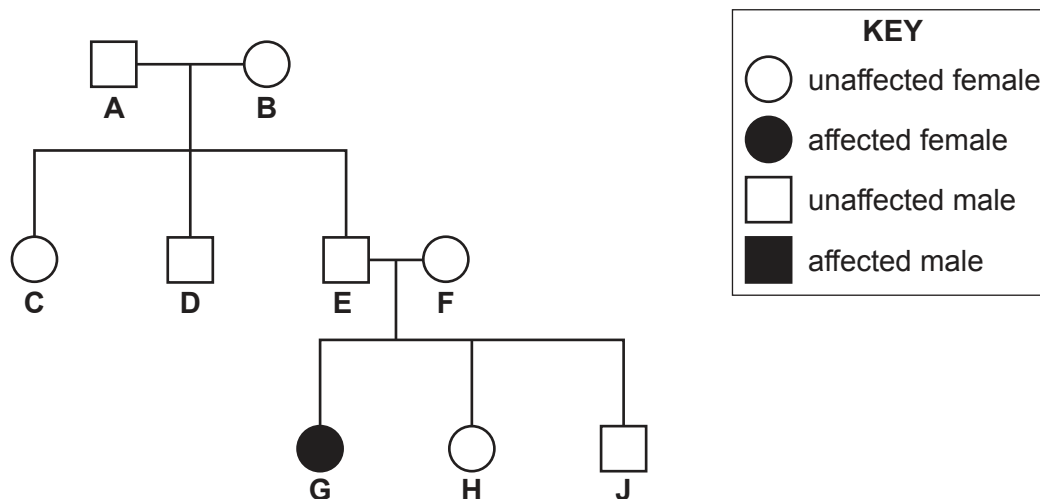 KEY
unaffected female
affected female
unaffected male
affected male
A
B
C
D
E
F
G
H
J